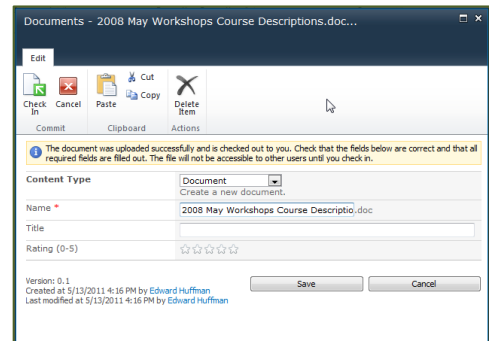 Documents - 2008 May Workshops Course Descriptions.doc...
Edit
Check In
Cancel
Paste
Cut
Copy
Delete Item
Commit
Clipboard
Actions
The document was uploaded successfully and is checked out to you. Check that the fields below are correct and that all
required fields are filled out. The file will not be accessible to other users until you check in.
Content Type
Document
Create a new document.
Name *
2008 May Workshops Course Descriptio.doc
Title
Rating (0-5)
Version: 0.1
Created at 5/13/2011 4:16 PM by Edward Huffman
Last modified at 5/13/2011 4:16 PM by Edward Huffman
Save
Cancel